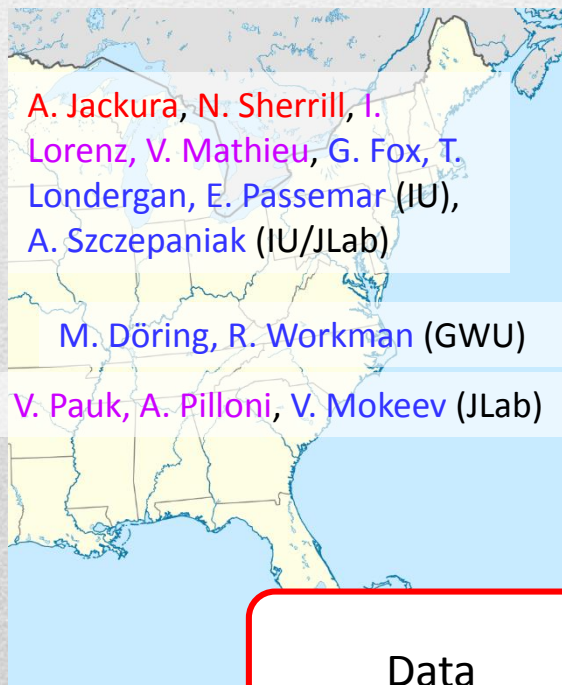 A. Jackura, N. Sherrill, I.
Lorenz, V. Mathieu, G. Fox, T.
Londergan, E. Passemar (IU),
A. Szczepaniak (IU/JLab)
M. Döring, R. Workman (GWU)
V. Pauk, A. Pilloni, V. Mokeev (JLab)
Data